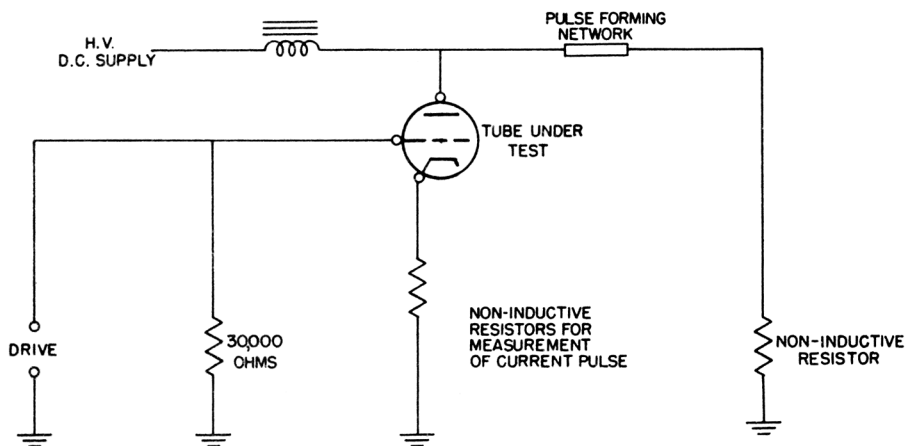 PULSE FORMING
NETWORK
H.V.
D.C. SUPPLY
TUBE UNDER
TEST
NON-INDUCTIVE
RESISTORS FOR
MEASUREMENT
OF CURRENT PULSE
30,000
OHMS
DRIVE
NON-INDUCTIVE
RESISTOR